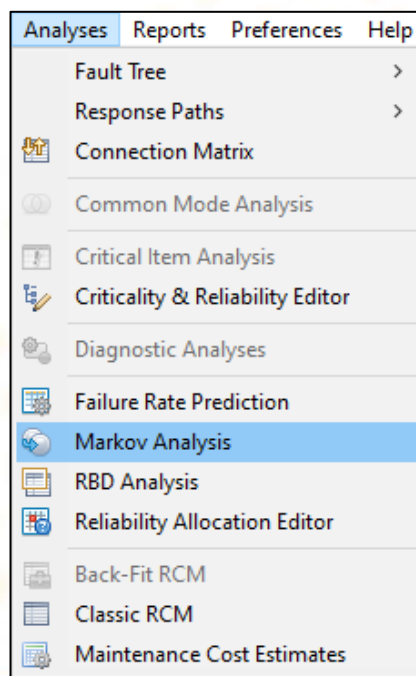 Analyses Reports Preferences Help
Fault Tree
Response Paths
Connection Matrix
Common Mode Analysis
Critical Item Analysis
Criticality & Reliability Editor
Diagnostic Analyses
Failure Rate Prediction
Markov Analysis
RBD Analysis
Reliability Allocation Editor
Back-Fit RCM
Classic RCM
Maintenance Cost Estimates